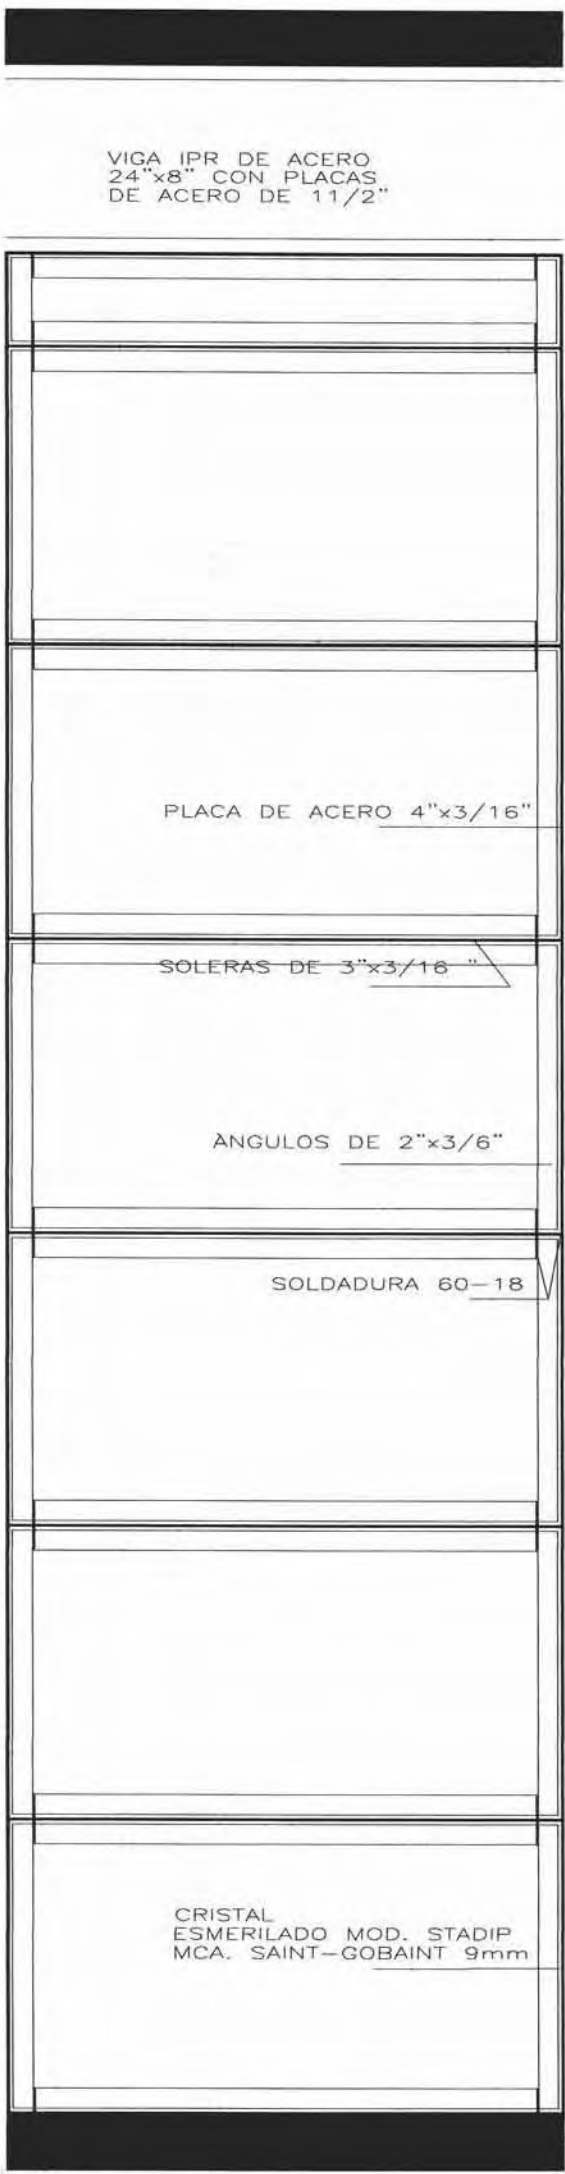 VIGA IPR DE ACERO
24"x8" CON PLACAS
DE ACERO DE 11/2"
PLACA DE ACERO 4"x3/16"
SOLERAS DE 3"x3/16 "
ANGULOS DE 2"x3/6"
SOLDADURA 60-18
CRISTAL
ESMERILADO MOD. STADIP
MCA. SAINT-GOBAINT 9mm